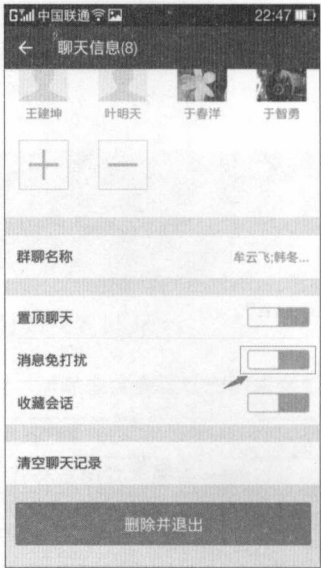 G 中国联通 22:47
聊天信息(8)
王建坤 叶明天 于春洋 于智勇
群聊名称 牟云飞;韩冬...
置顶聊天
消息免打扰
收藏会话
清空聊天记录
删除并退出